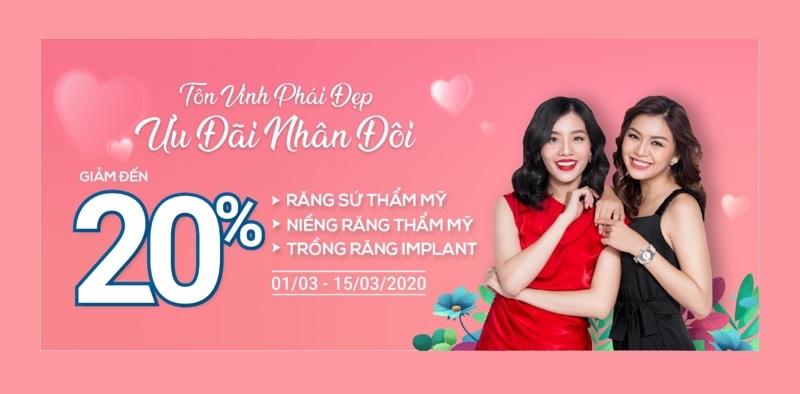 Tôn Vinh Phái Đẹp
Ưu Đãi Nhân Đôi
GIẢM ĐẾN
20%
RĂNG SỨ THẨM MỸ
NIỀNG RĂNG THẨM MỸ
TRỒNG RĂNG IMPLANT
01/03 - 15/03/2020